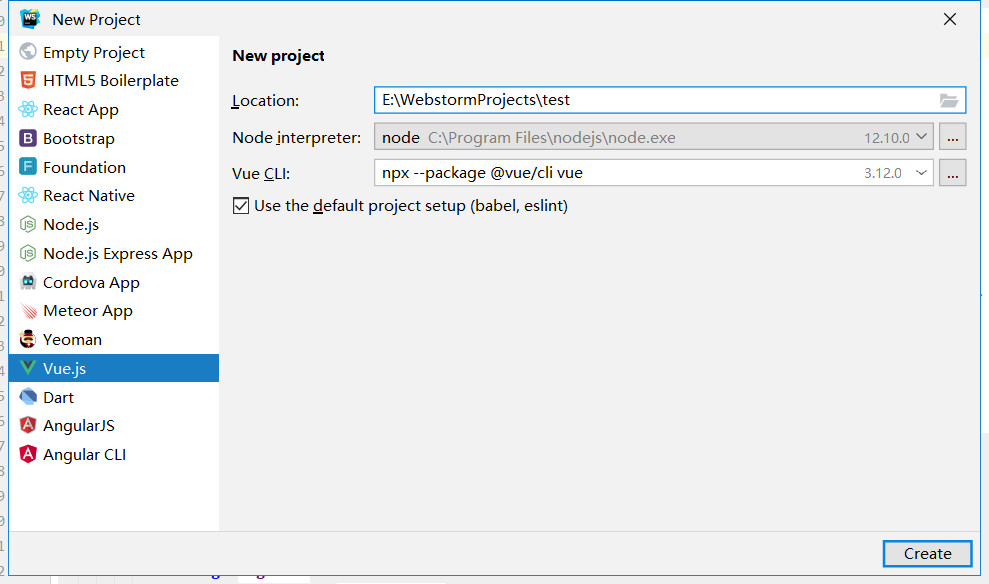 New Project
Empty Project
HTML5 Boilerplate
React App
Bootstrap
Foundation
React Native
Node.js
Node.js Express App
Cordova App
Meteor App
Yeoman
Vue.js
Dart
AngularJS
Angular CLI
New project
Location: E:\WebstormProjects\test
Node interpreter: node C:\Program Files\nodejs\node.exe 12.10.0 ...
Vue CLI: npx --package @vue/cli vue 3.12.0 ...
Use the default project setup (babel, eslint)
Create